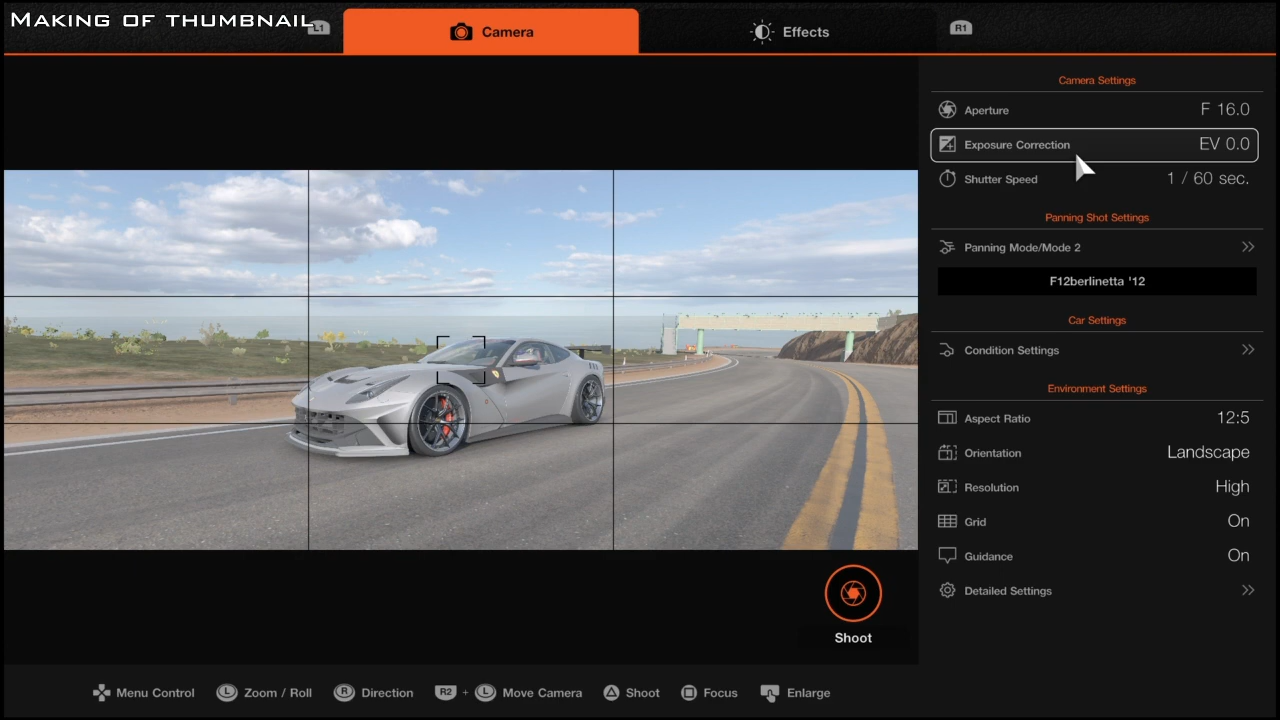 MAKING OF THUMBNAIL
L1
Camera
Effects
R1
Camera Settings
Aperture F 16.0
Exposure Correction EV 0.0
Shutter Speed 1 / 60 sec.
Panning Shot Settings
Panning Mode/Mode 2
F12berlinetta '12
Car Settings
Condition Settings
Environment Settings
Aspect Ratio 12:5
Orientation Landscape
Resolution High
Grid On
Guidance On
Detailed Settings
Shoot
Menu Control L Zoom / Roll R Direction R2 + L Move Camera Shoot Focus Enlarge